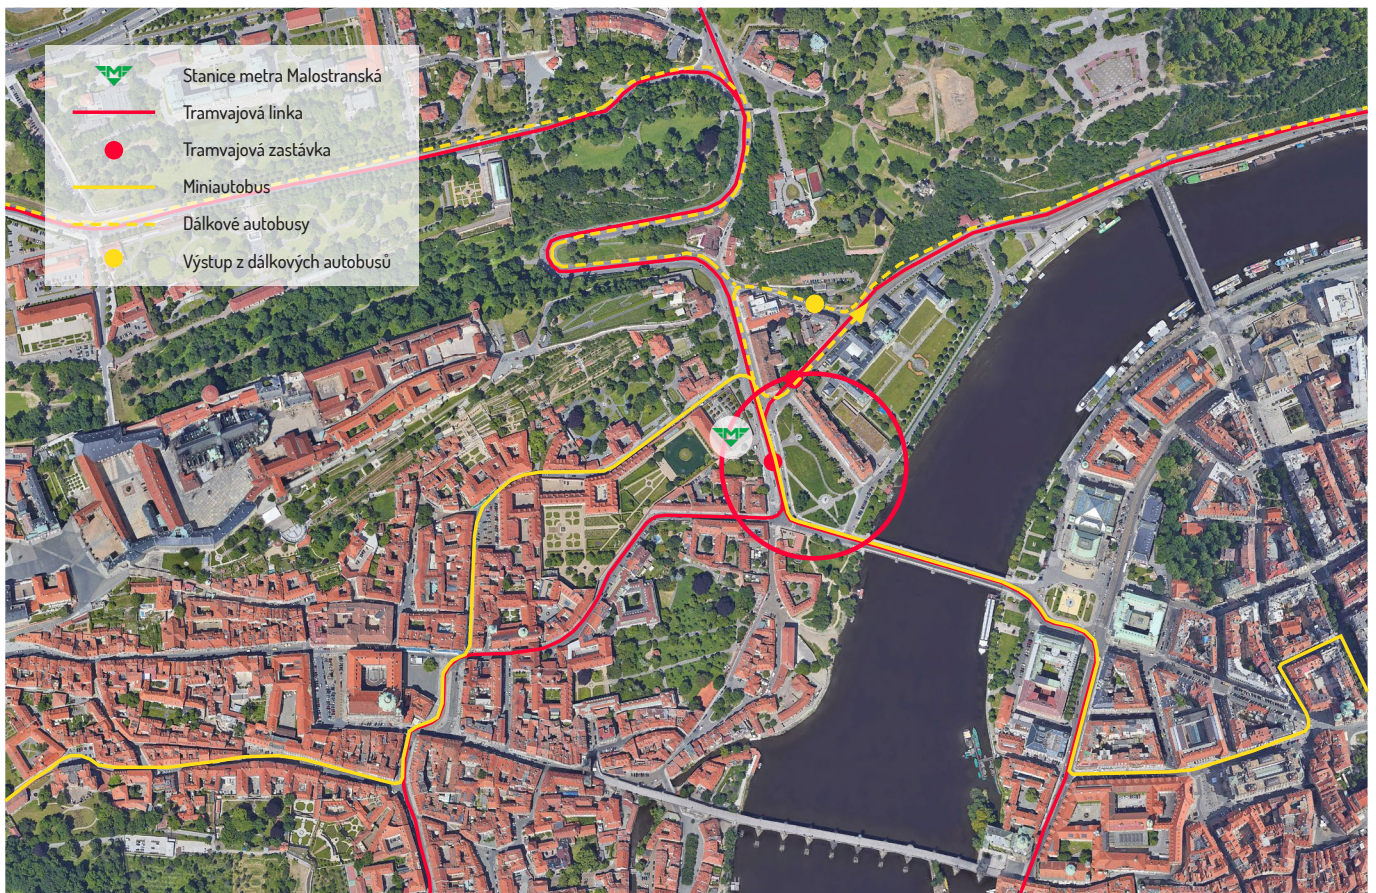 Stanice metra Malostranská
Tramvajová linka
Tramvajová zastávka
Miniautobus
Dálkové autobusy
Výstup z dálkových autobusů
M
M